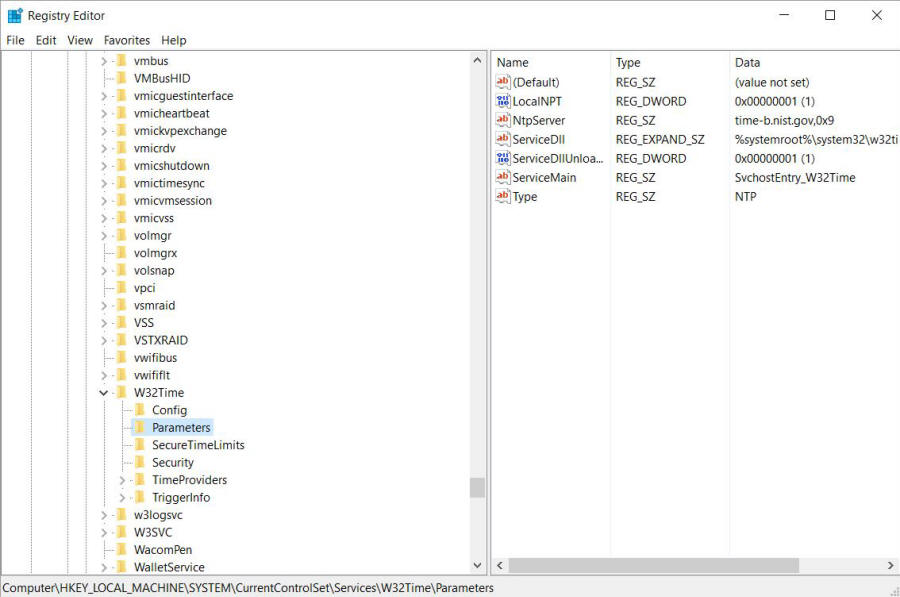 Registry Editor
File Edit View Favorites Help
vmbus
VMBusHID
vmicguestinterface
vmicheartbeat
vmickvpexchange
vmicrdv
vmicshutdown
vmictimesync
vmicvmsession
vmicvss
volmgr
volmgrx
volsnap
vpci
vsmraid
VSS
VSTXRAID
vwifibus
vwififlt
W32Time
Config
Parameters
SecureTimeLimits
Security
TimeProviders
TriggerInfo
w3logsvc
W3SVC
WacomPen
WalletService
Name Type Data
(Default) REG_SZ (value not set)
LocalNPT REG_DWORD 0x00000001 (1)
NtpServer REG_SZ time-b.nist.gov,0x9
ServiceDll REG_EXPAND_SZ %systemroot%\system32\w32ti
ServiceDllUnloa... REG_DWORD 0x00000001 (1)
ServiceMain REG_SZ SvchostEntry_W32Time
Type REG_SZ NTP
Computer\HKEY_LOCAL_MACHINE\SYSTEM\CurrentControlSet\Services\W32Time\Parameters